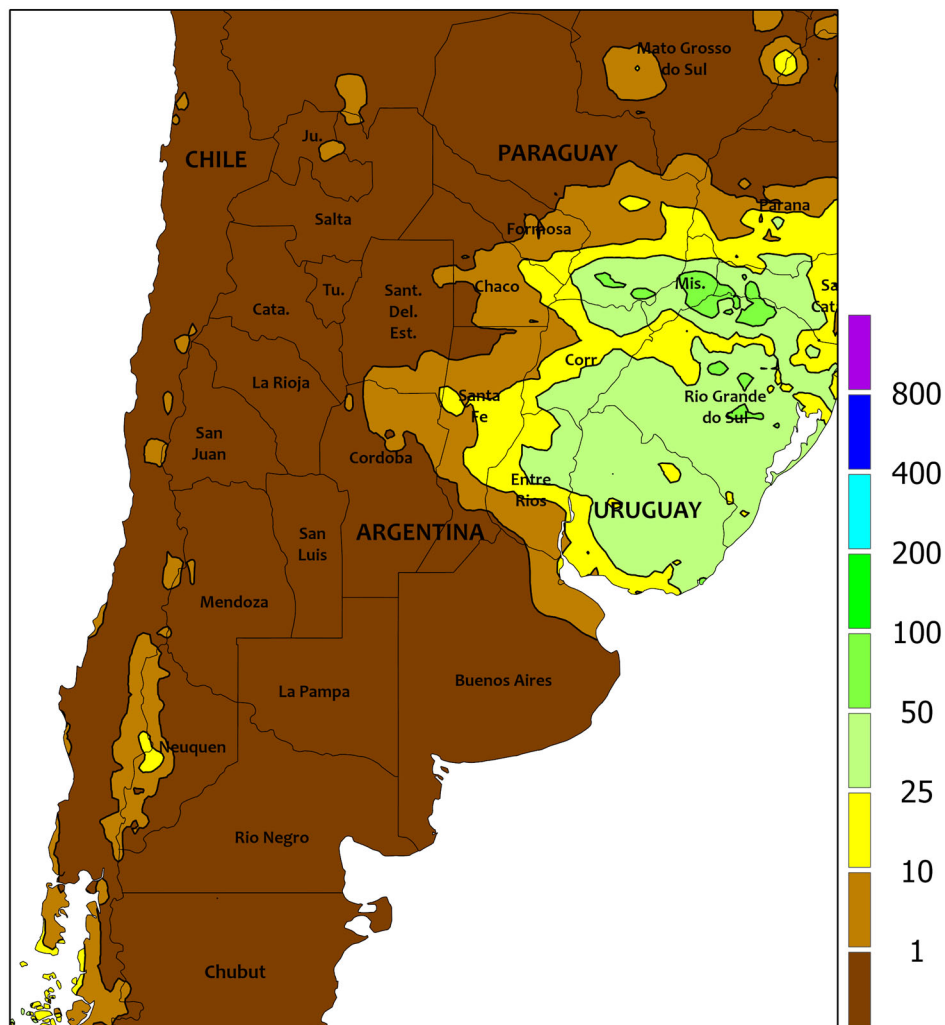 Mato Grosso
do Sul
Ju.
CHILE
PARAGUAY
Parana
Salta
Formosa
Chaco
Mis.
Sa
Cat
Tu.
Sant.
Del.
Est.
Cata.
Corr
La Rioja
Santa
Fe
Rio Grande
do Sul
800
San
Juan
Cordoba
400
Entre
Rios
URUGUAY
ARGENTINA
San
Luis
200
Mendoza
100
La Pampa
Buenos Aires
50
Neuquen
25
Rio Negro
10
1
Chubut